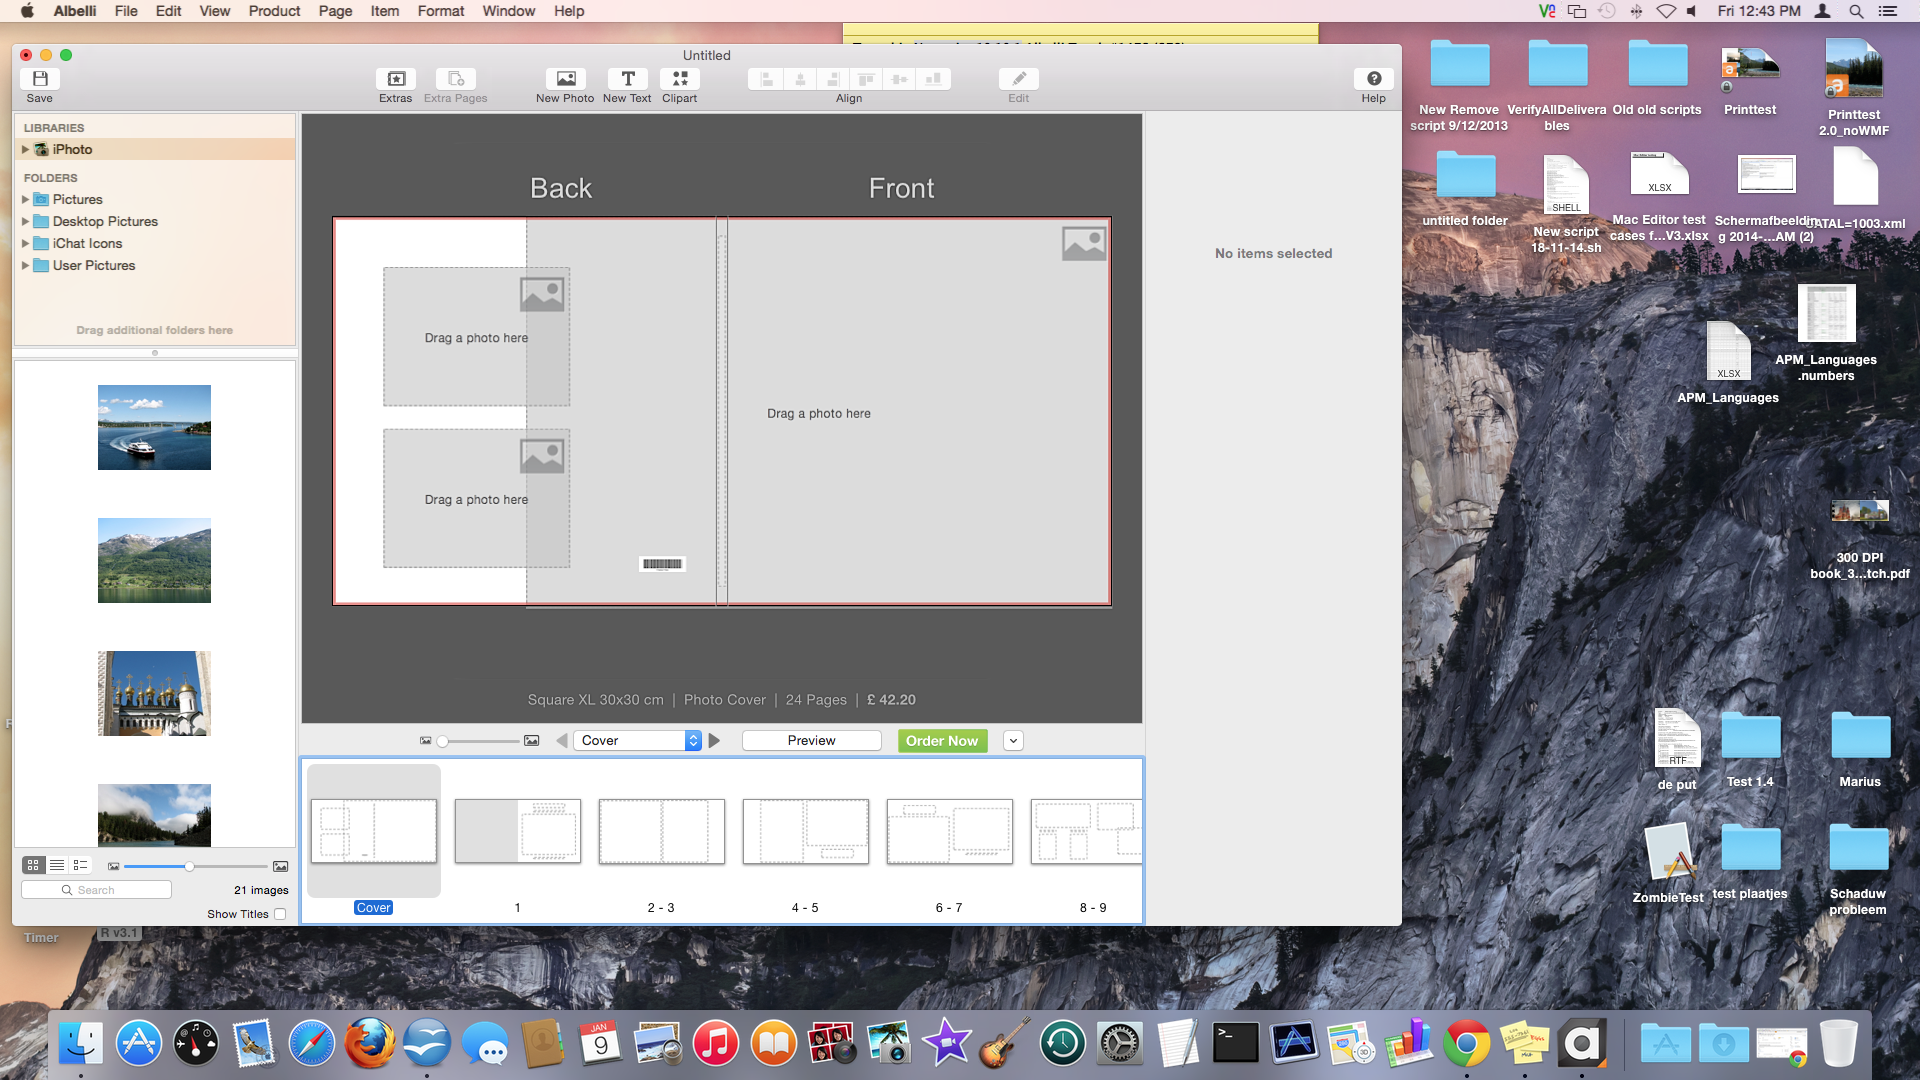 Albelli File Edit View Product Page Item Format Window Help
Fri 12:43 PM
Untitled
Save
Extras
Extra Pages
New Photo
New Text
Clipart
Align
Edit
Help
LIBRARIES
iPhoto
FOLDERS
Pictures
Desktop Pictures
iChat Icons
User Pictures
Drag additional folders here
Back
Front
Drag a photo here
Drag a photo here
Drag a photo here
No items selected
Square XL 30x30 cm | Photo Cover | 24 Pages | £ 42.20
Cover
Preview
Order Now
Cover
1
2 - 3
4 - 5
6 - 7
8 - 9
Search
21 images
Show Titles
Timer
R v3.1
New Remove
script 9/12/2013
VerifyAllDelivera
bles
Old old scripts
Printtest
Printtest
2.0_noWMF
untitled folder
SHELL
New script
18-11-14.sh
XLSX
Mac Editor test
cases f...V3.xlsx
Schermafbeeldin
g 2014-...AM (2)
CATAL=1003.xml
XLSX
APM_Languages
APM_Languages
.numbers
300 DPI
book_3...tch.pdf
RTF
de put
Test 1.4
Marius
ZombieTest
test plaatjes
Schaduw
probleem
JAN
9